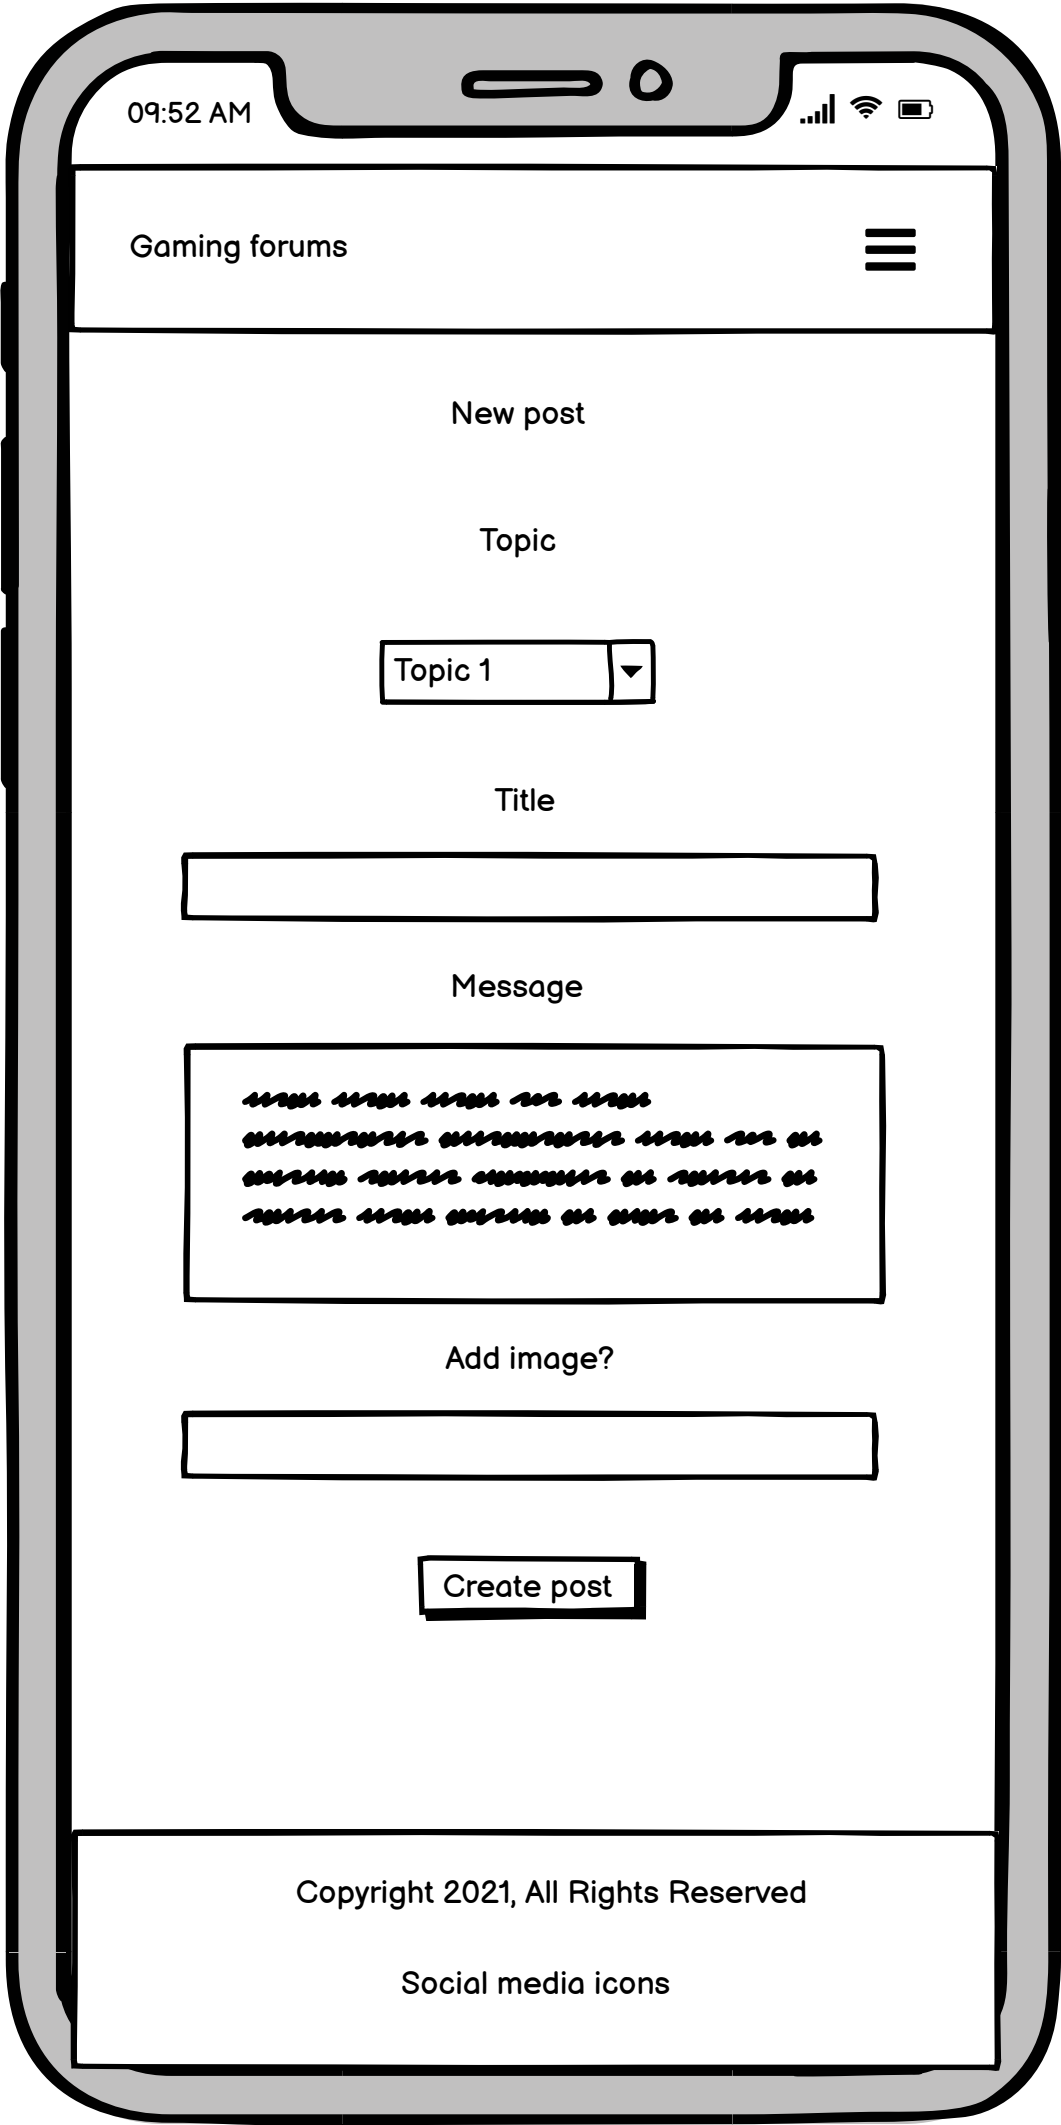 09:52 AM
Gaming forums
New post
Topic
Topic 1
Title
Message
Add image?
Create post
Copyright 2021, All Rights Reserved
Social media icons